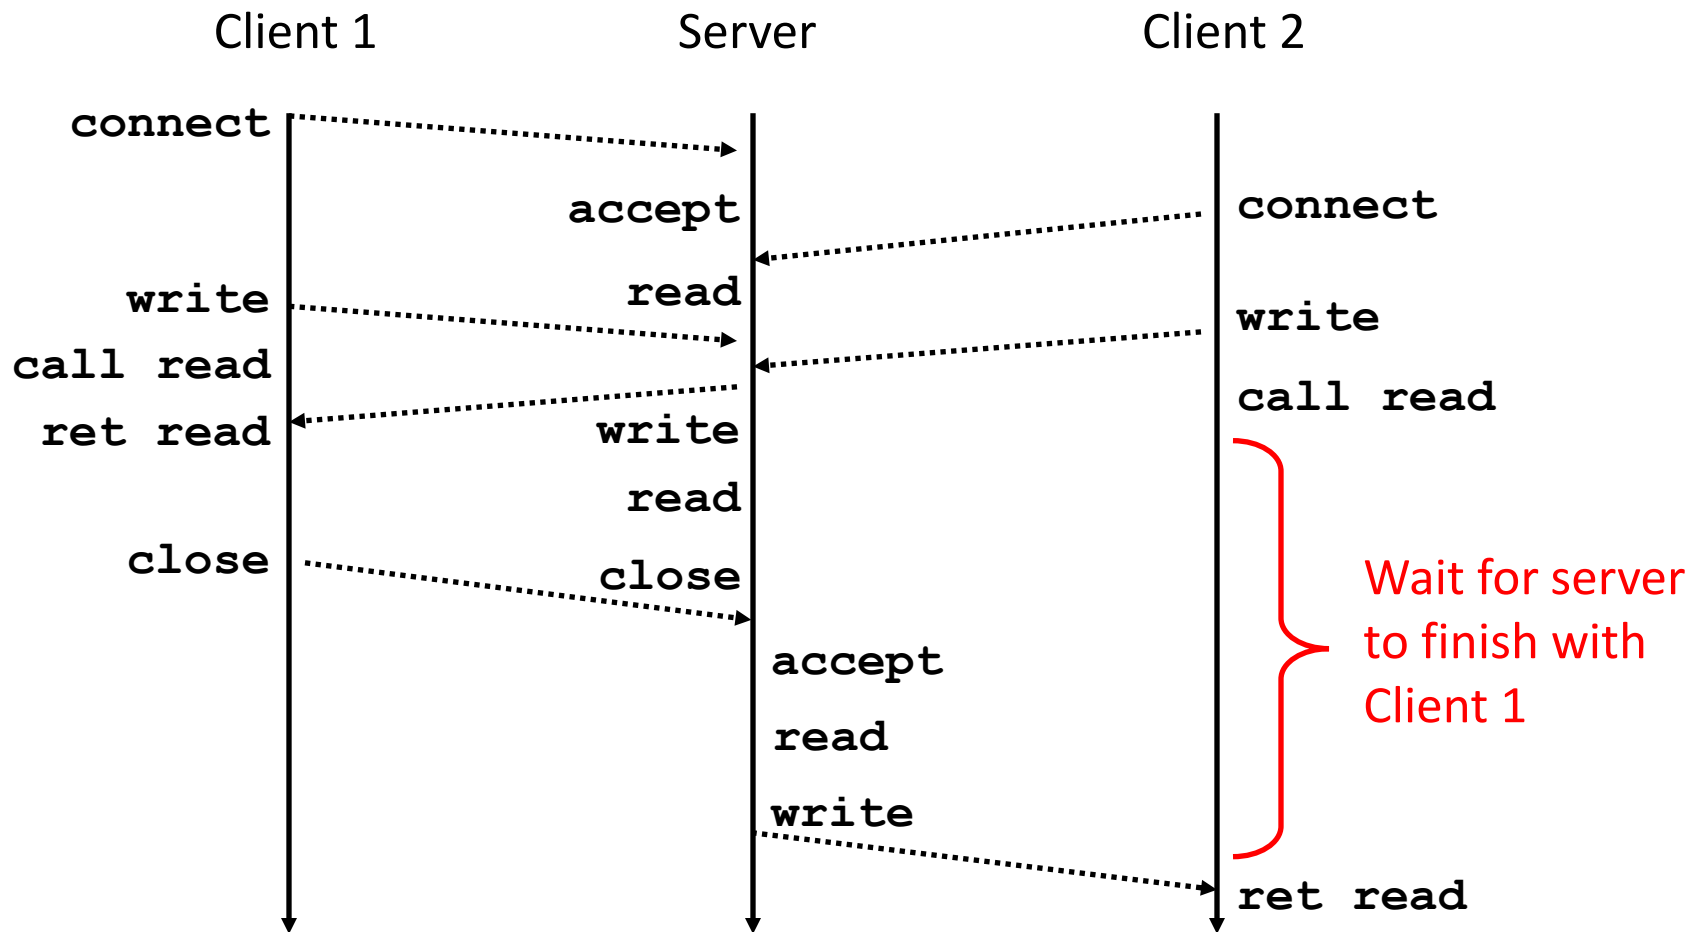 Client 1
Server
Client 2
connect
accept
connect
read
write
write
call read
call read
ret read
write
read
close
close
Wait for server
to finish with
Client 1
accept
read
write
ret read